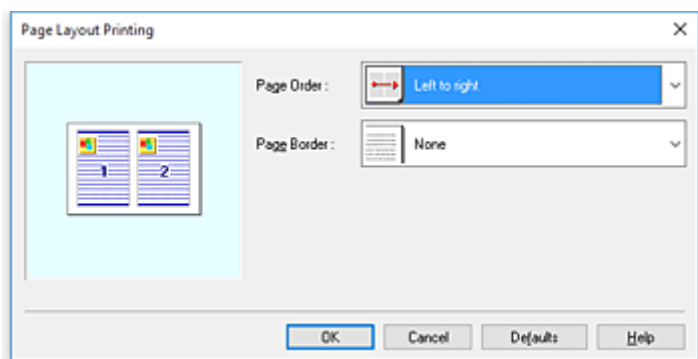 Page Layout Printing
Page Order :
Left to right
Page Border :
None
1
2
OK
Cancel
Defaults
Help